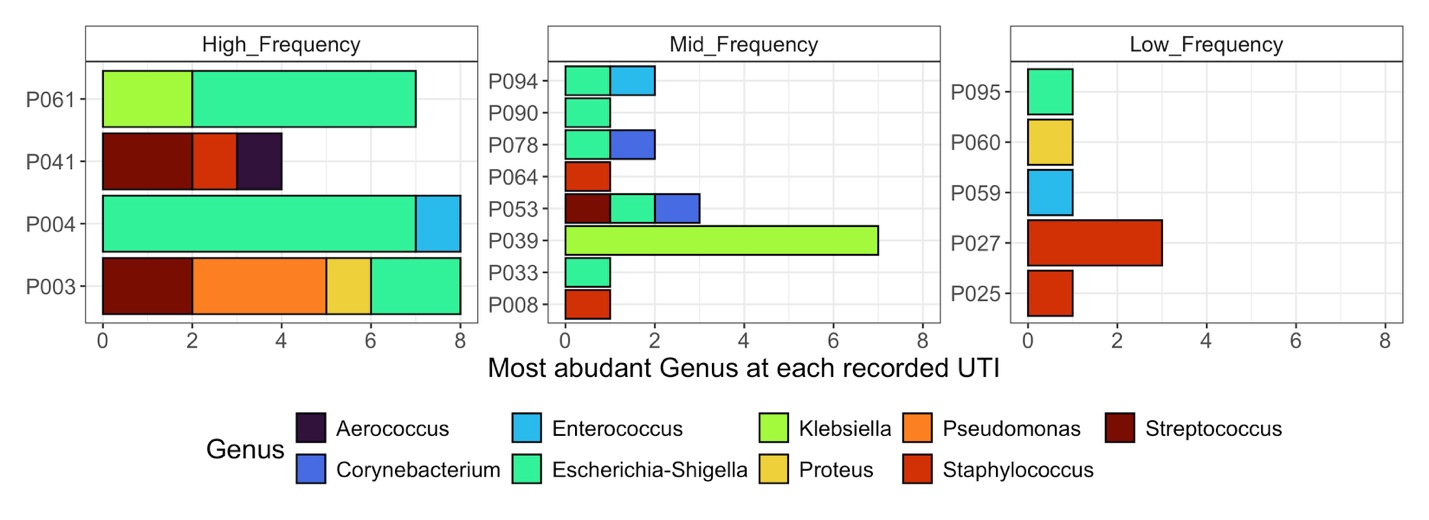 High_Frequency
P061
P041
P004
P003
0 2 4 6 8
Mid_Frequency
P094
P090
P078
P064
P053
P039
P033
P008
0 2 4 6 8
Low_Frequency
P095
P060
P059
P027
P025
0 2 4 6 8
Most abudant Genus at each recorded UTI
Genus
Aerococcus Enterococcus Klebsiella Pseudomonas Streptococcus
Corynebacterium Escherichia-Shigella Proteus Staphylococcus